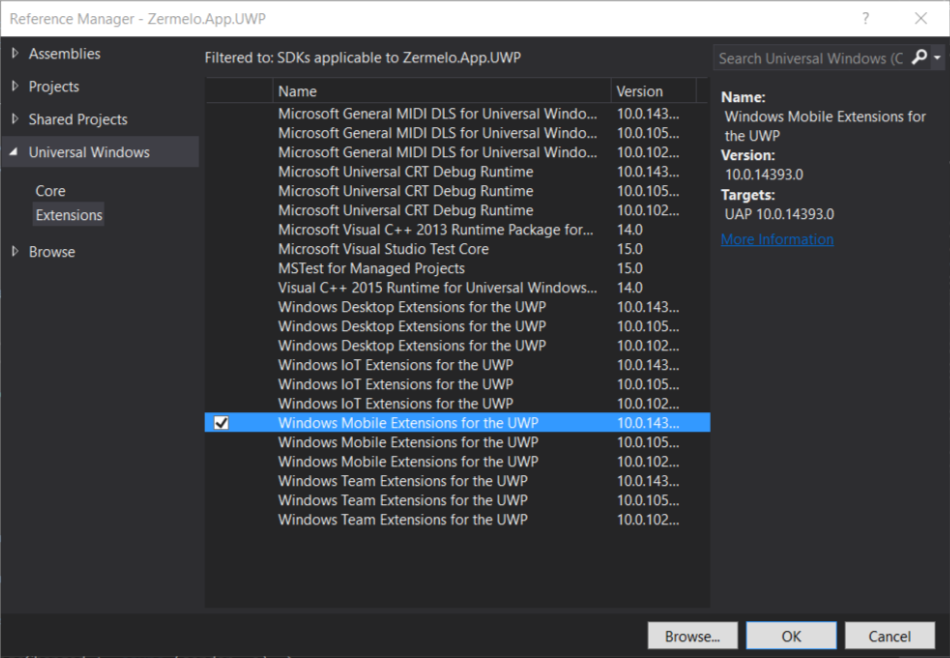 Reference Manager - Zermelo.App.UWP
?
Assemblies
Projects
Shared Projects
Universal Windows
Core
Extensions
Browse
Filtered to: SDKs applicable to Zermelo.App.UWP
Name Version
Microsoft General MIDI DLS for Universal Windo... 10.0.143...
Microsoft General MIDI DLS for Universal Windo... 10.0.105...
Microsoft General MIDI DLS for Universal Windo... 10.0.102...
Microsoft Universal CRT Debug Runtime 10.0.143...
Microsoft Universal CRT Debug Runtime 10.0.105...
Microsoft Universal CRT Debug Runtime 10.0.102...
Microsoft Visual C++ 2013 Runtime Package for... 14.0
Microsoft Visual Studio Test Core 15.0
MSTest for Managed Projects 15.0
Visual C++ 2015 Runtime for Universal Windows... 14.0
Windows Desktop Extensions for the UWP 10.0.143...
Windows Desktop Extensions for the UWP 10.0.105...
Windows Desktop Extensions for the UWP 10.0.102...
Windows IoT Extensions for the UWP 10.0.143...
Windows IoT Extensions for the UWP 10.0.105...
Windows IoT Extensions for the UWP 10.0.102...
Windows Mobile Extensions for the UWP 10.0.143...
Windows Mobile Extensions for the UWP 10.0.105...
Windows Mobile Extensions for the UWP 10.0.102...
Windows Team Extensions for the UWP 10.0.143...
Windows Team Extensions for the UWP 10.0.105...
Windows Team Extensions for the UWP 10.0.102...
Search Universal Windows (C
Name:
Windows Mobile Extensions for
the UWP
Version:
10.0.14393.0
Targets:
UAP 10.0.14393.0
More Information
Browse... OK Cancel